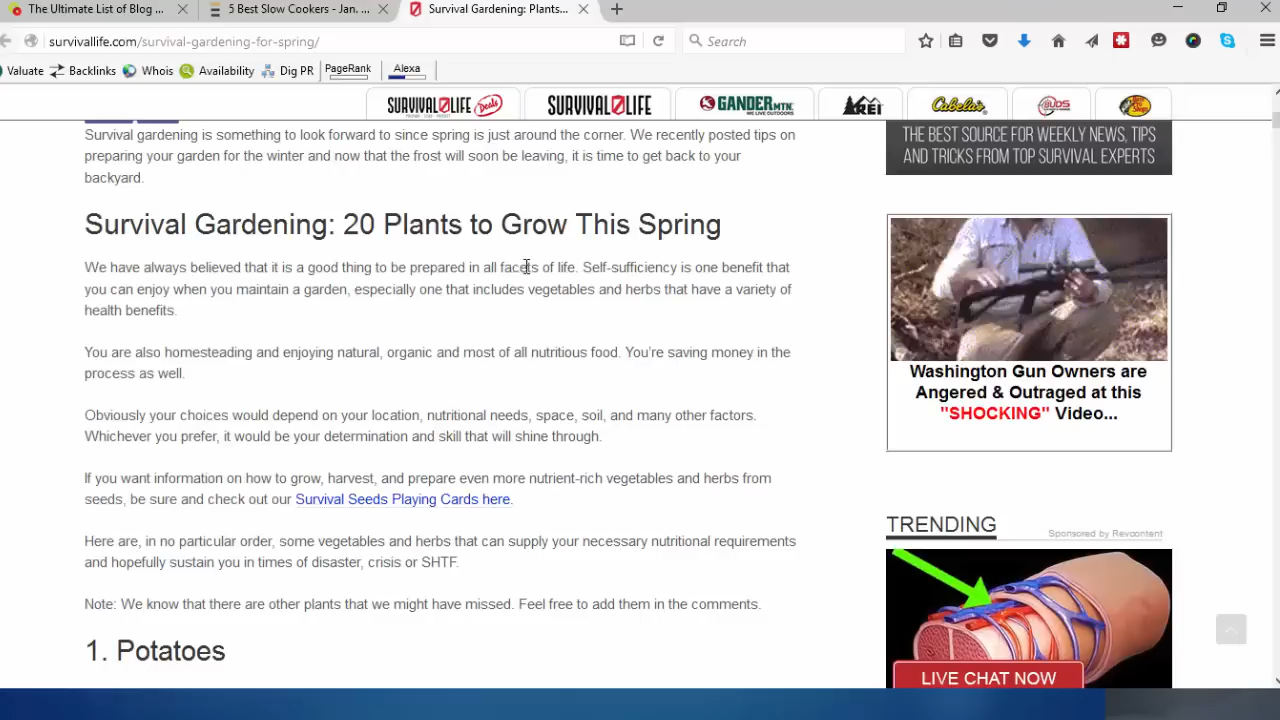 The Ultimate List of Blog ...
5 Best Slow Cookers - Jan. ...
Survival Gardening: Plants...
survivallife.com/survival-gardening-for-spring/
Search
Valuate
Backlinks
Whois
Availability
Dig PR
PageRank
Alexa
SURVIVAL LIFE Deals
SURVIVAL LIFE
GANDER MTN.
WE LIVE OUTDOORS
REI
Cabela's
BUDS
Bass Pro Shops
Survival gardening is something to look forward to since spring is just around the corner. We recently posted tips on
preparing your garden for the winter and now that the frost will soon be leaving, it is time to get back to your
backyard.
Survival Gardening: 20 Plants to Grow This Spring
We have always believed that it is a good thing to be prepared in all facets of life. Self-sufficiency is one benefit that
you can enjoy when you maintain a garden, especially one that includes vegetables and herbs that have a variety of
health benefits.
You are also homesteading and enjoying natural, organic and most of all nutritious food. You're saving money in the
process as well.
Obviously your choices would depend on your location, nutritional needs, space, soil, and many other factors.
Whichever you prefer, it would be your determination and skill that will shine through.
If you want information on how to grow, harvest, and prepare even more nutrient-rich vegetables and herbs from
seeds, be sure and check out our Survival Seeds Playing Cards here.
Here are, in no particular order, some vegetables and herbs that can supply your necessary nutritional requirements
and hopefully sustain you in times of disaster, crisis or SHTF.
Note: We know that there are other plants that we might have missed. Feel free to add them in the comments.
1. Potatoes
THE BEST SOURCE FOR WEEKLY NEWS, TIPS
AND TRICKS FROM TOP SURVIVAL EXPERTS
Washington Gun Owners are
Angered & Outraged at this
"SHOCKING" Video...
TRENDING
Sponsored by Revcontent
LIVE CHAT NOW